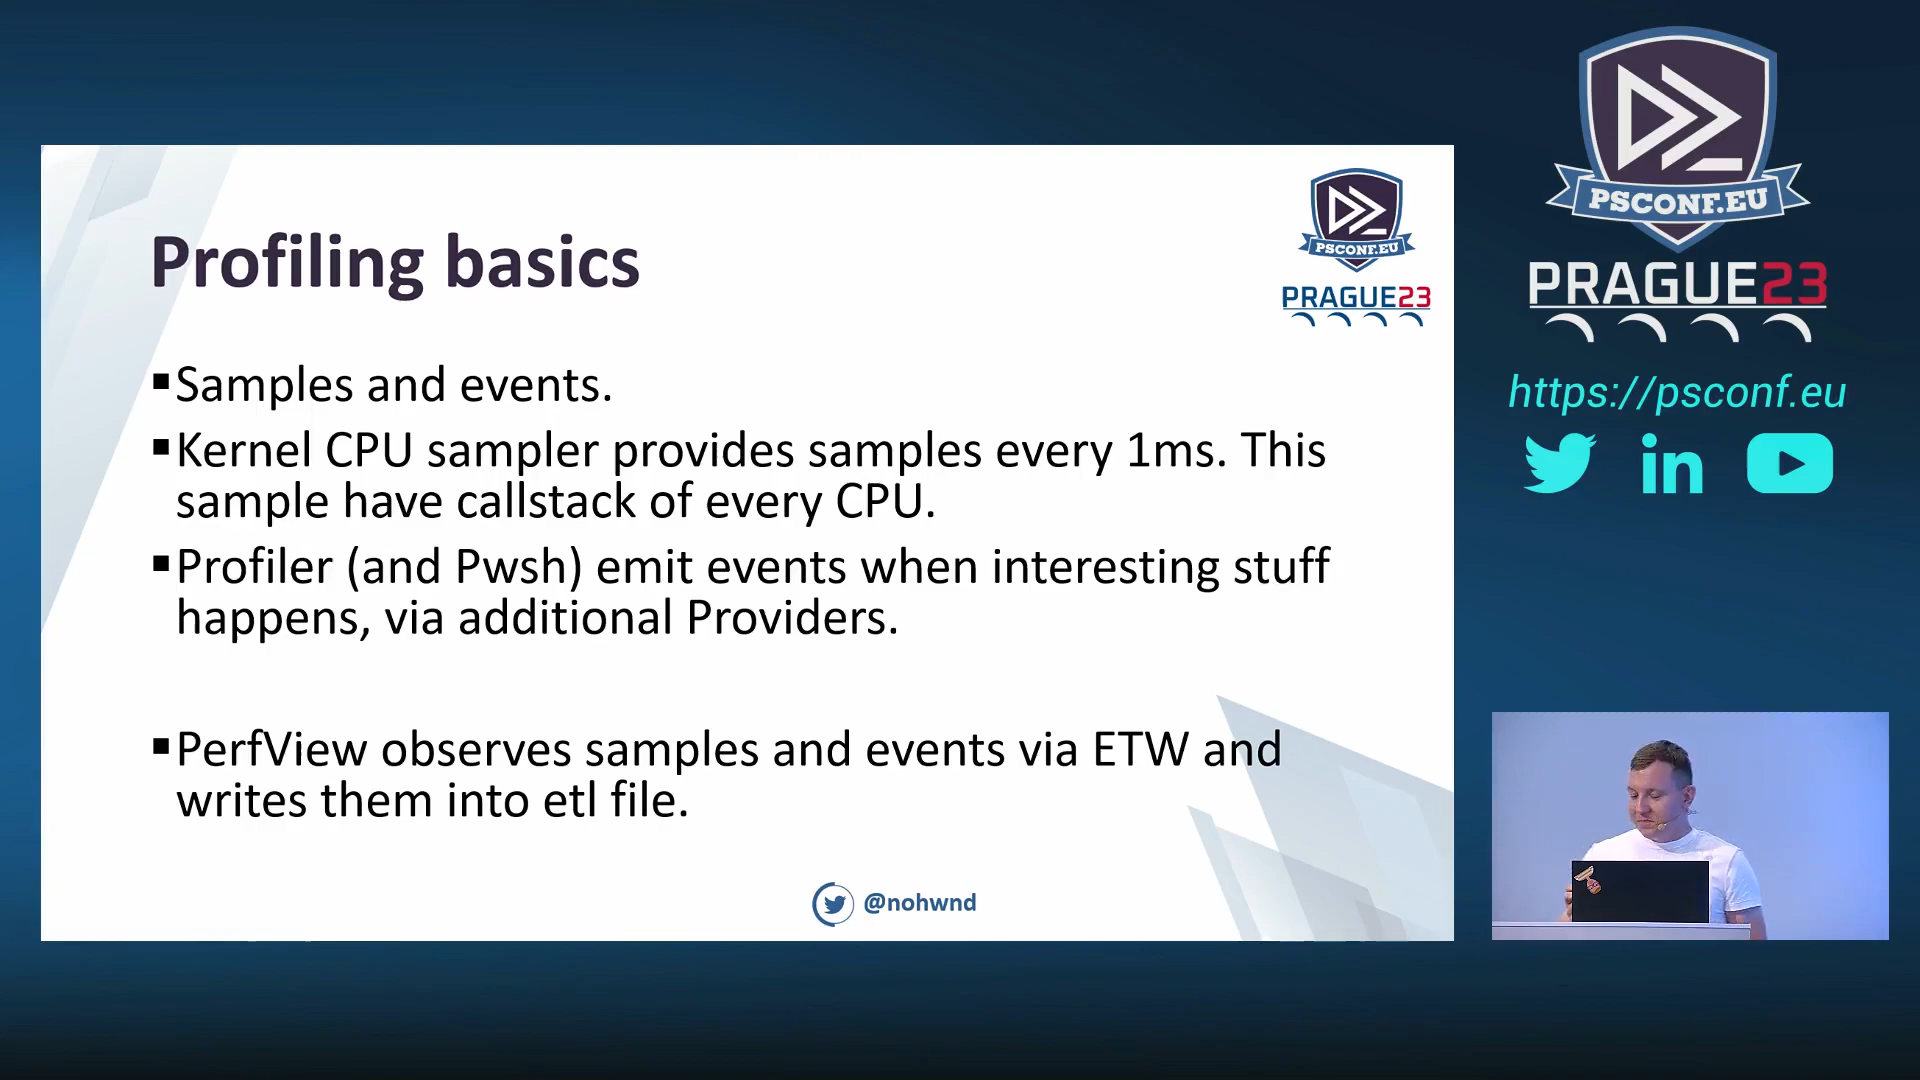 Profiling basics
PSCONF.EU
PRAGUE23
▪Samples and events.
▪Kernel CPU sampler provides samples every 1ms. This
sample have callstack of every CPU.
▪Profiler (and Pwsh) emit events when interesting stuff
happens, via additional Providers.
▪PerfView observes samples and events via ETW and
writes them into etl file.
@nohwnd
PSCONF.EU
PRAGUE23
https://psconf.eu
in